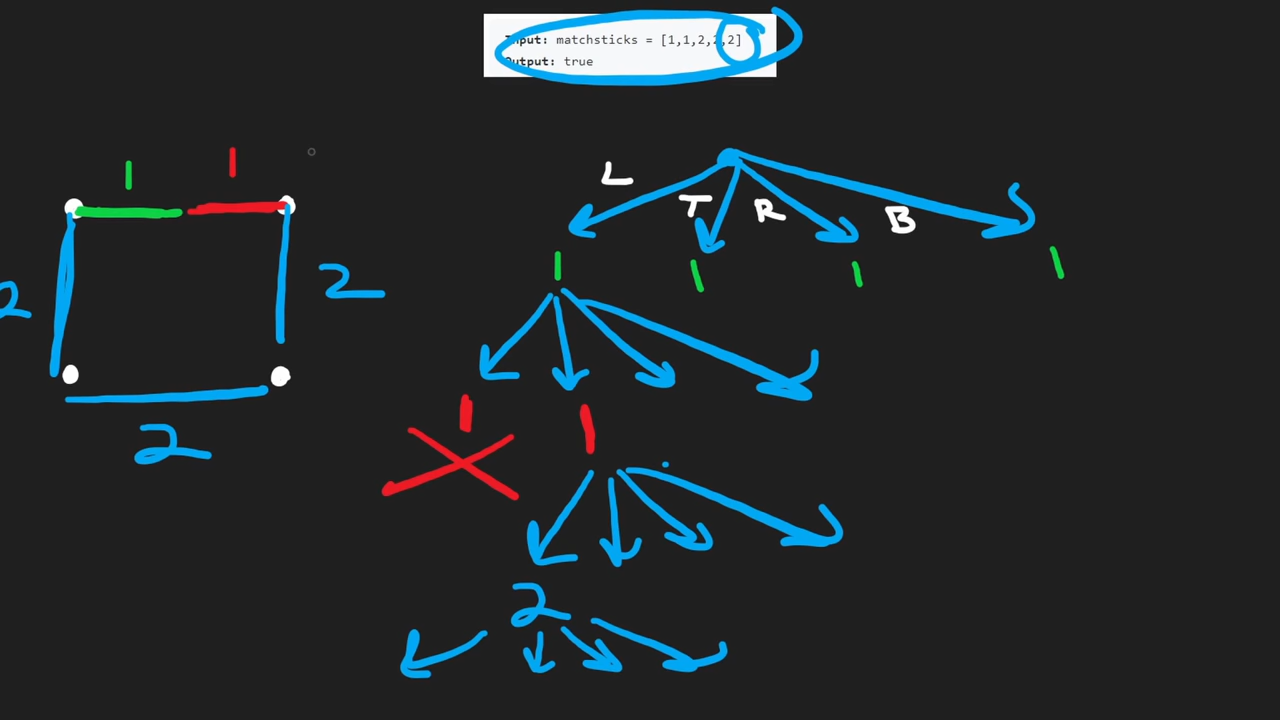 Input: matchsticks = [1,1,2,2,2]
Output: true
1 1
L T R B
2 2
1 1 1 1
1 1
2
2